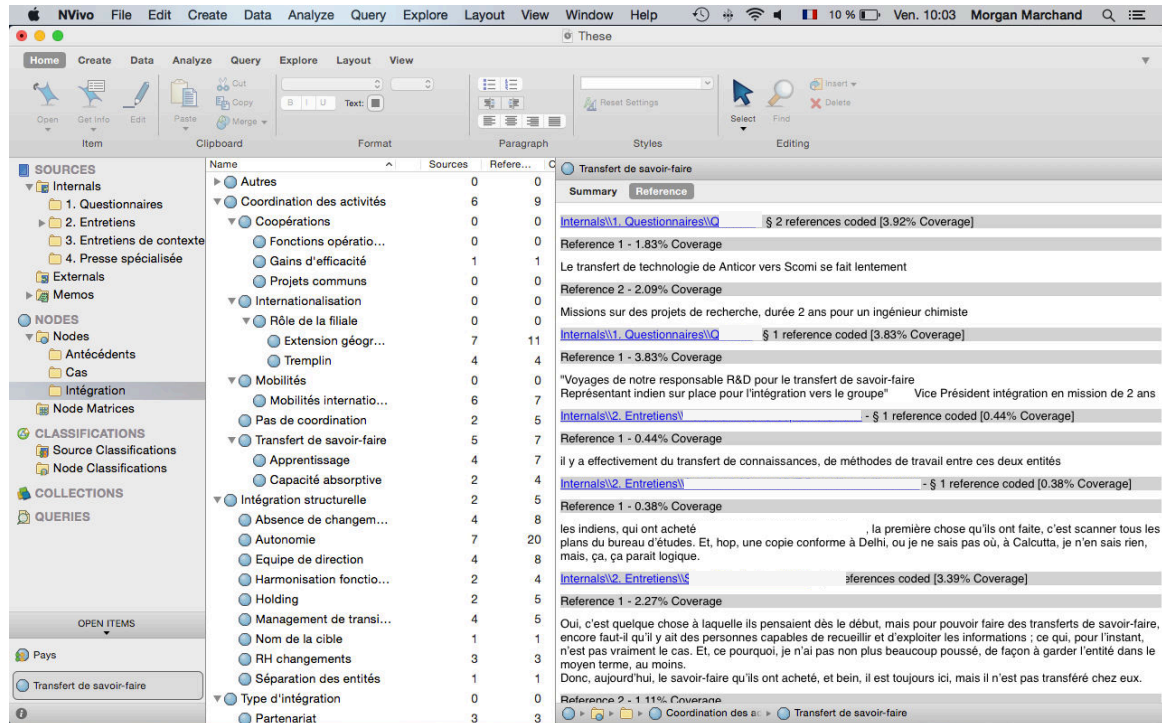 NVivo File Edit Create Data Analyze Query Explore Layout View Window Help 10 % Ven. 10:03 Morgan Marchand
These
Home Create Data Analyze Query Explore Layout View
Open Get Info Edit Paste Cut Copy Merge B I U Text: Reset Settings Select Find Insert Delete
Item Clipboard Format Paragraph Styles Editing
SOURCES
Internals
1. Questionnaires
2. Entretiens
3. Entretiens de contexte
4. Presse spécialisée
Externals
Memos
NODES
Nodes
Antécédents
Cas
Intégration
Node Matrices
CLASSIFICATIONS
Source Classifications
Node Classifications
COLLECTIONS
QUERIES
OPEN ITEMS
Pays
Transfert de savoir-faire
Name Sources Refere... C
Autres 0 0
Coordination des activités 6 9
Coopérations 0 0
Fonctions opératio... 0 0
Gains d'efficacité 1 1
Projets communs 0 0
Internationalisation 0 0
Rôle de la filiale 0 0
Extension géogr... 7 11
Tremplin 4 4
Mobilités 0 0
Mobilités internatio... 6 7
Pas de coordination 2 5
Transfert de savoir-faire 5 7
Apprentissage 4 7
Capacité absorptive 2 4
Intégration structurelle 2 5
Absence de changem... 4 8
Autonomie 7 20
Equipe de direction 4 8
Harmonisation fonctio... 2 4
Holding 2 5
Management de transi... 4 5
Nom de la cible 1 1
RH changements 3 3
Séparation des entités 1 1
Type d'intégration 0 0
Partenariat 3 3
Transfert de savoir-faire
Summary Reference
Internals\\1. Questionnaires\\Q § 2 references coded [3.92% Coverage]
Reference 1 - 1.83% Coverage
Le transfert de technologie de Anticor vers Scomi se fait lentement
Reference 2 - 2.09% Coverage
Missions sur des projets de recherche, durée 2 ans pour un ingénieur chimiste
Internals\\1. Questionnaires\\Q § 1 reference coded [3.83% Coverage]
Reference 1 - 3.83% Coverage
"Voyages de notre responsable R&D pour le transfert de savoir-faire
Représentant indien sur place pour l'intégration vers le groupe" Vice Président intégration en mission de 2 ans
Internals\\2. Entretiens\\ - § 1 reference coded [0.44% Coverage]
Reference 1 - 0.44% Coverage
il y a effectivement du transfert de connaissances, de méthodes de travail entre ces deux entités
Internals\\2. Entretiens\\ - § 1 reference coded [0.38% Coverage]
Reference 1 - 0.38% Coverage
les indiens, qui ont acheté , la première chose qu'ils ont faite, c'est scanner tous les
plans du bureau d'études. Et, hop, une copie conforme à Delhi, ou je ne sais pas où, à Calcutta, je n'en sais rien,
mais, ça, ça parait logique.
Internals\\2. Entretiens\\S eferences coded [3.39% Coverage]
Reference 1 - 2.27% Coverage
Oui, c'est quelque chose à laquelle ils pensaient dès le début, mais pour pouvoir faire des transferts de savoir-faire,
encore faut-il qu'il y ait des personnes capables de recueillir et d'exploiter les informations ; ce qui, pour l'instant,
n'est pas vraiment le cas. Et, ce pourquoi, je n'ai pas non plus beaucoup poussé, de façon à garder l'entité dans le
moyen terme, au moins.
Donc, aujourd'hui, le savoir-faire qu'ils ont acheté, et bein, il est toujours ici, mais il n'est pas transféré chez eux.
Reference 2 - 1.11% Coverage
Coordination des ac Transfert de savoir-faire